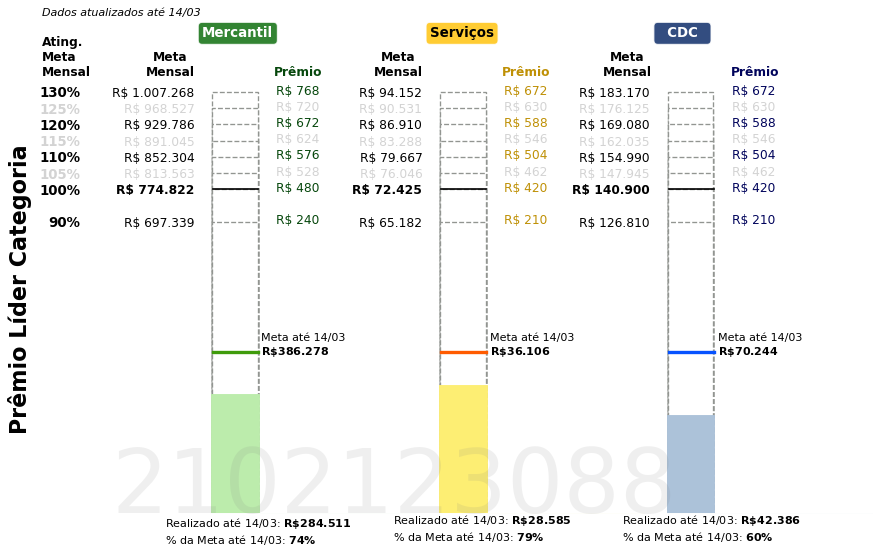 Dados atualizados até 14/03
Mercantil Serviços CDC
Ating.
Meta Meta Meta Meta
Mensal Mensal Prêmio Mensal Prêmio Mensal Prêmio
130% R$ 1.007.268 R$ 768 R$ 94.152 R$ 672 R$ 183.170 R$ 672
125% R$ 968.527 R$ 720 R$ 90.531 R$ 630 R$ 176.125 R$ 630
120% R$ 929.786 R$ 672 R$ 86.910 R$ 588 R$ 169.080 R$ 588
115% R$ 891.045 R$ 624 R$ 83.288 R$ 546 R$ 162.035 R$ 546
110% R$ 852.304 R$ 576 R$ 79.667 R$ 504 R$ 154.990 R$ 504
105% R$ 813.563 R$ 528 R$ 76.046 R$ 462 R$ 147.945 R$ 462
100% R$ 774.822 R$ 480 R$ 72.425 R$ 420 R$ 140.900 R$ 420
90% R$ 697.339 R$ 240 R$ 65.182 R$ 210 R$ 126.810 R$ 210
Prêmio Líder Categoria
Meta até 14/03 Meta até 14/03 Meta até 14/03
R$386.278 R$36.106 R$70.244
2102123088
Realizado até 14/03: R$284.511 Realizado até 14/03: R$28.585 Realizado até 14/03: R$42.386
% da Meta até 14/03: 74% % da Meta até 14/03: 79% % da Meta até 14/03: 60%